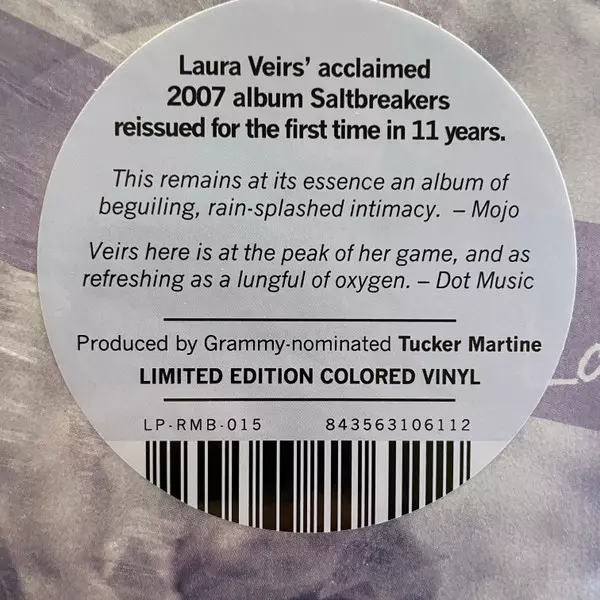 Laura Veirs’ acclaimed
2007 album Saltbreakers
reissued for the first time in 11 years.
This remains at its essence an album of
beguiling, rain-splashed intimacy. – Mojo
Veirs here is at the peak of her game, and as
refreshing as a lungful of oxygen. – Dot Music
Produced by Grammy-nominated Tucker Martine
LIMITED EDITION COLORED VINYL
LP-RMB-015 843563106112